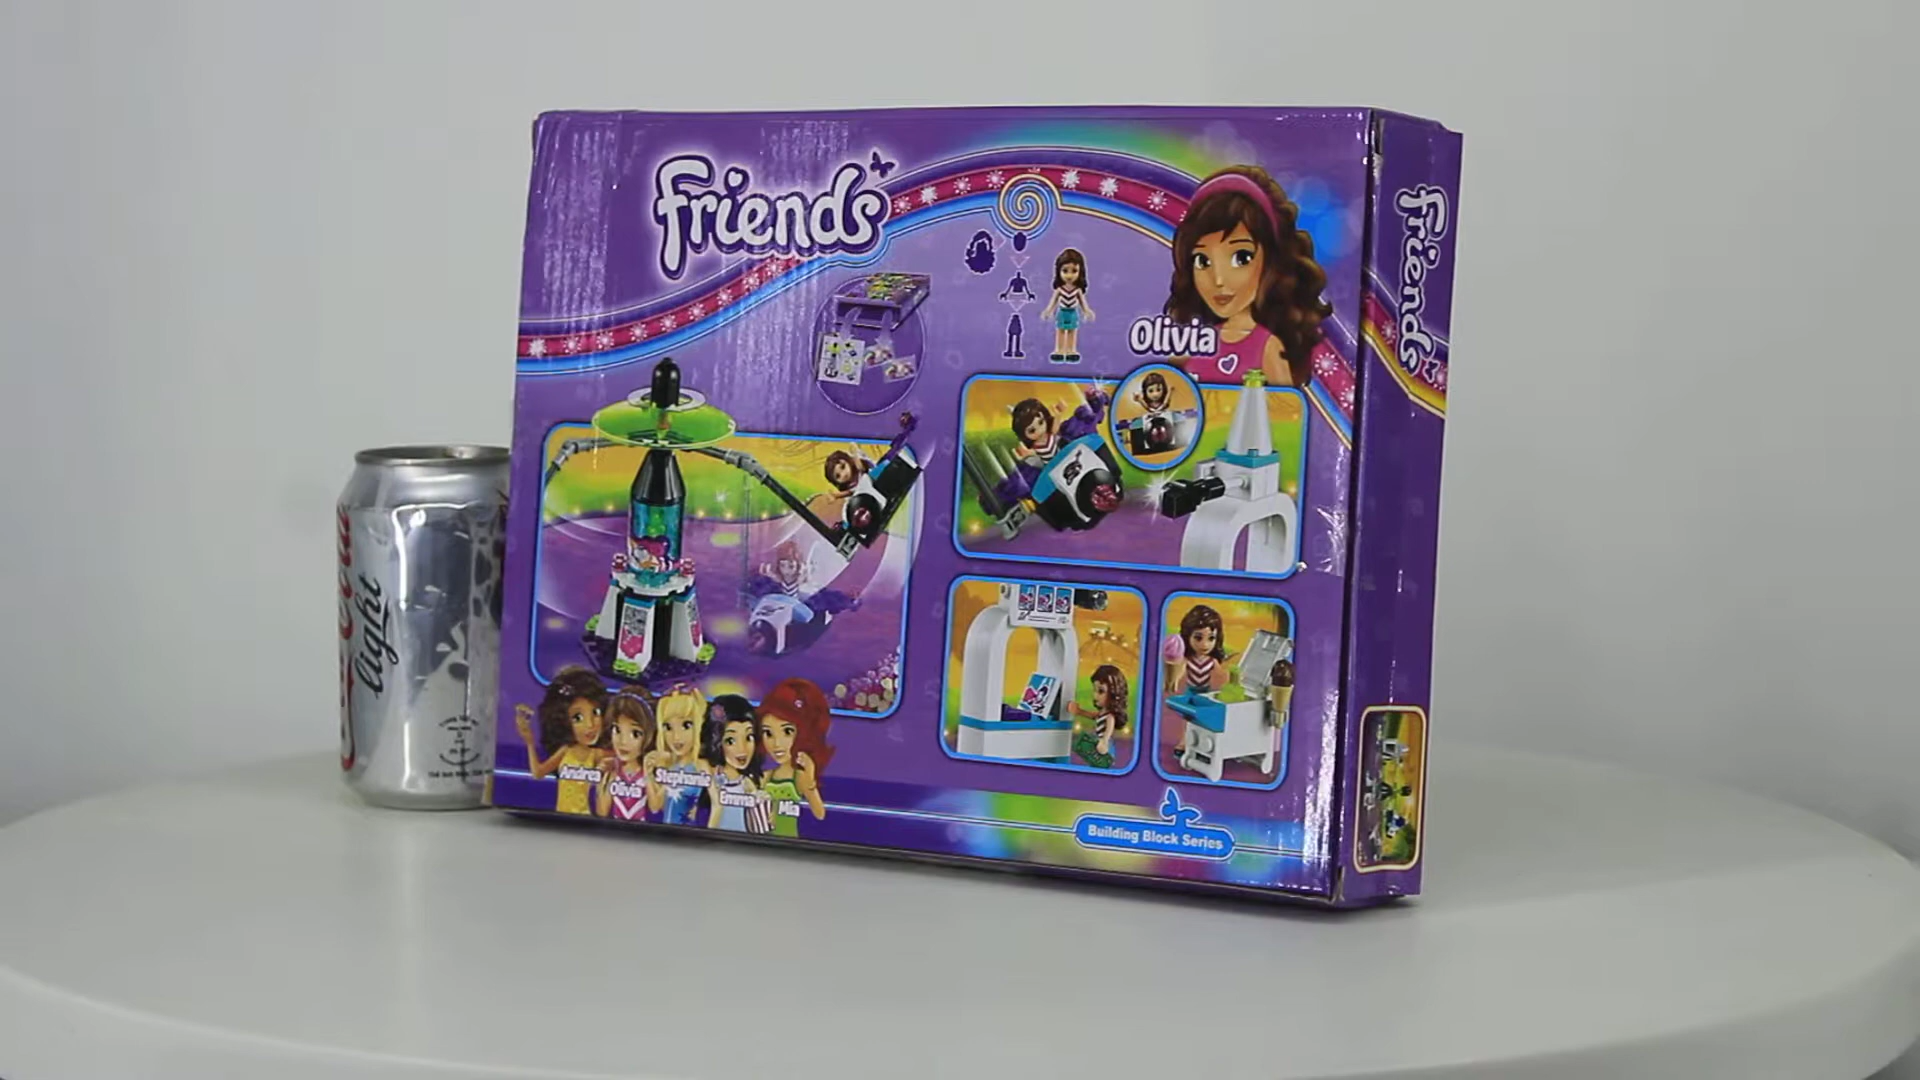 friends
Olivia
friends
light
Andrea
Olivia
Stephanie
Emma
Mia
Building Block Series